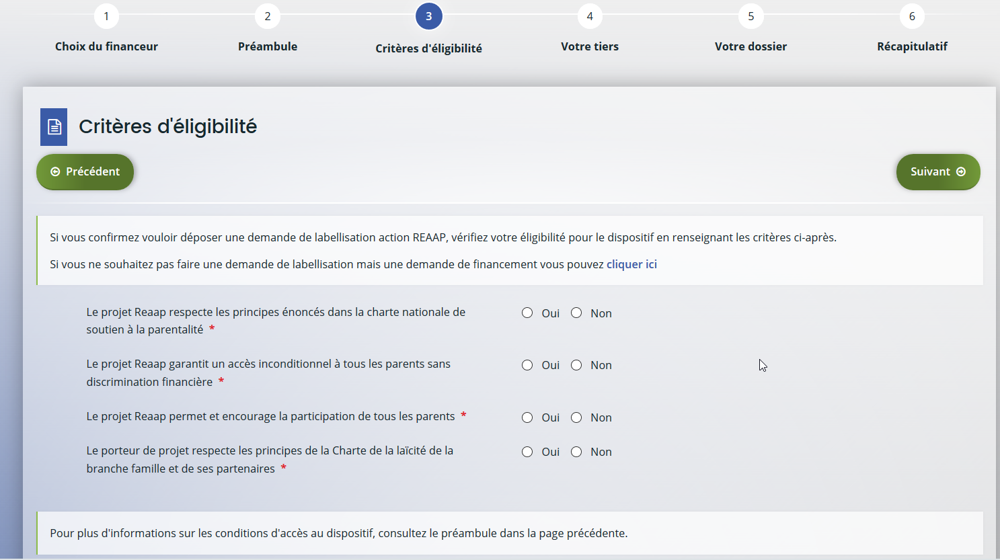 1
2
3
4
5
6
Choix du financeur
Préambule
Critères d'éligibilité
Votre tiers
Votre dossier
Récapitulatif
Critères d'éligibilité
Précédent
Suivant
Si vous confirmez vouloir déposer une demande de labellisation action REAAP, vérifiez votre éligibilité pour le dispositif en renseignant les critères ci-après.
Si vous ne souhaitez pas faire une demande de labellisation mais une demande de financement vous pouvez cliquer ici
Le projet Reaap respecte les principes énoncés dans la charte nationale de
soutien à la parentalité *
Oui Non
Le projet Reaap garantit un accès inconditionnel à tous les parents sans
discrimination financière *
Oui Non
Le projet Reaap permet et encourage la participation de tous les parents *
Oui Non
Le porteur de projet respecte les principes de la Charte de la laïcité de la
branche famille et de ses partenaires *
Oui Non
Pour plus d'informations sur les conditions d'accès au dispositif, consultez le préambule dans la page précédente.